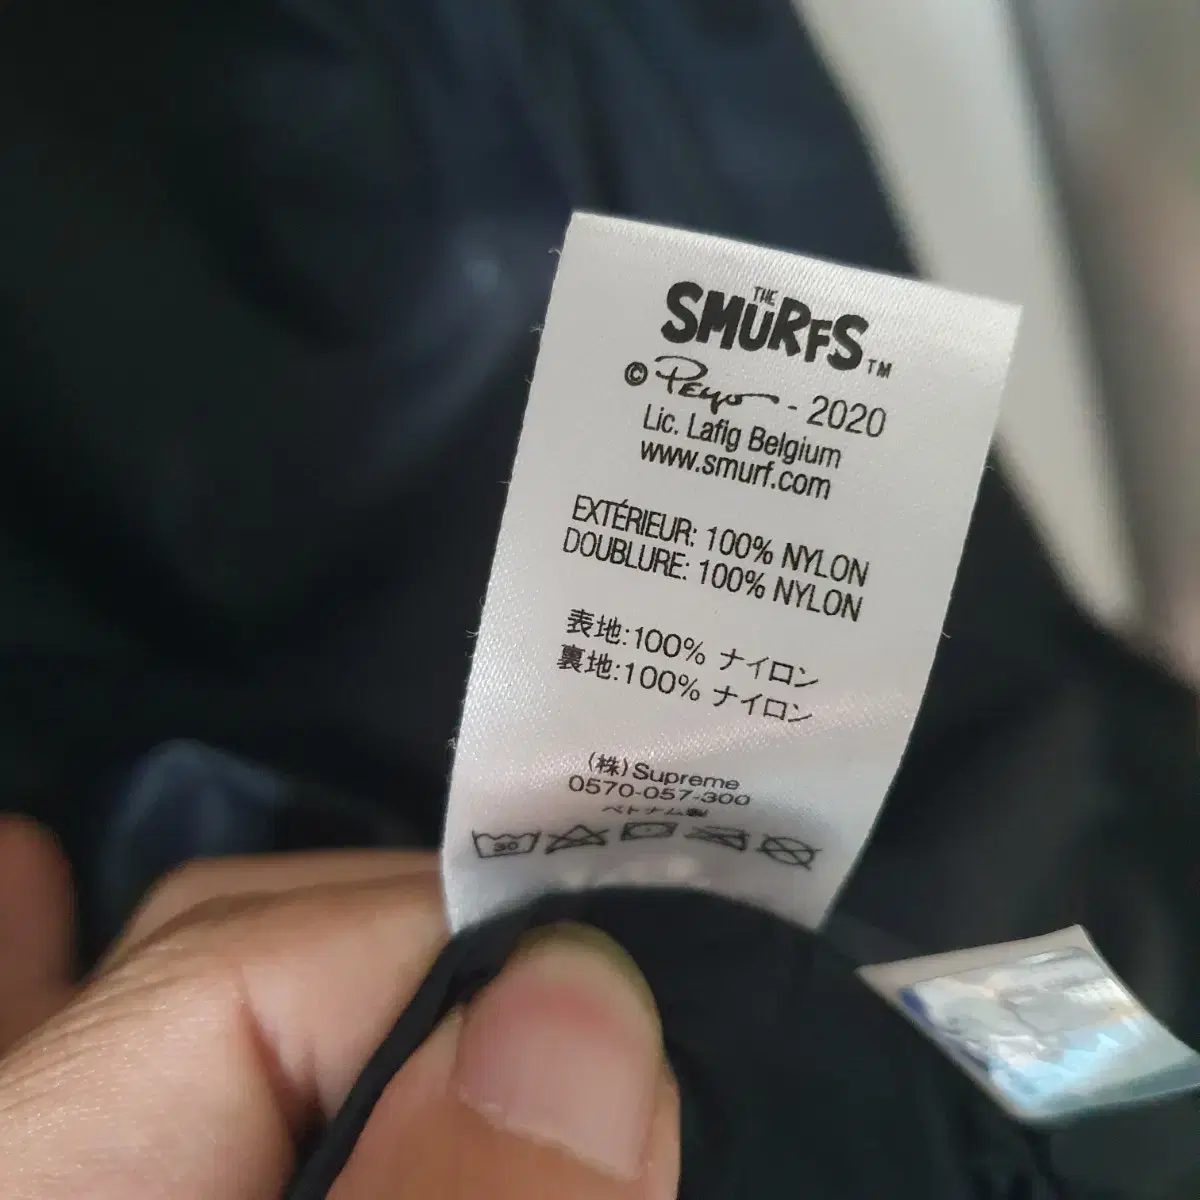 THE
SMURFS™
© Peyo - 2020
Lic. Lafig Belgium
www.smurf.com
EXTÉRIEUR: 100% NYLON
DOUBLURE: 100% NYLON
表地:100% ナイロン
裏地:100% ナイロン
(株)Supreme
0570-057-300
ベトナム製
30